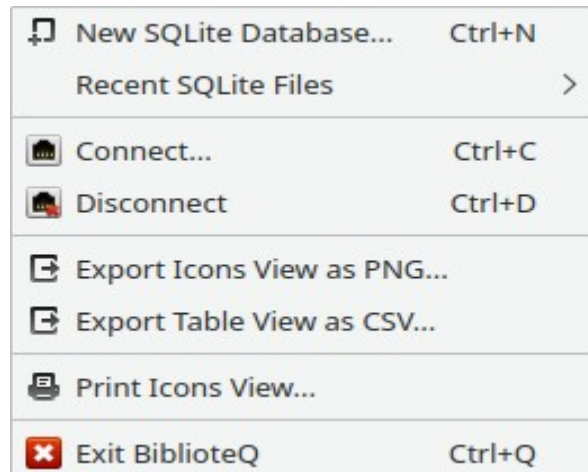 New SQLite Database... Ctrl+N
Recent SQLite Files
Connect... Ctrl+C
Disconnect Ctrl+D
Export Icons View as PNG...
Export Table View as CSV...
Print Icons View...
Exit BiblioteQ Ctrl+Q